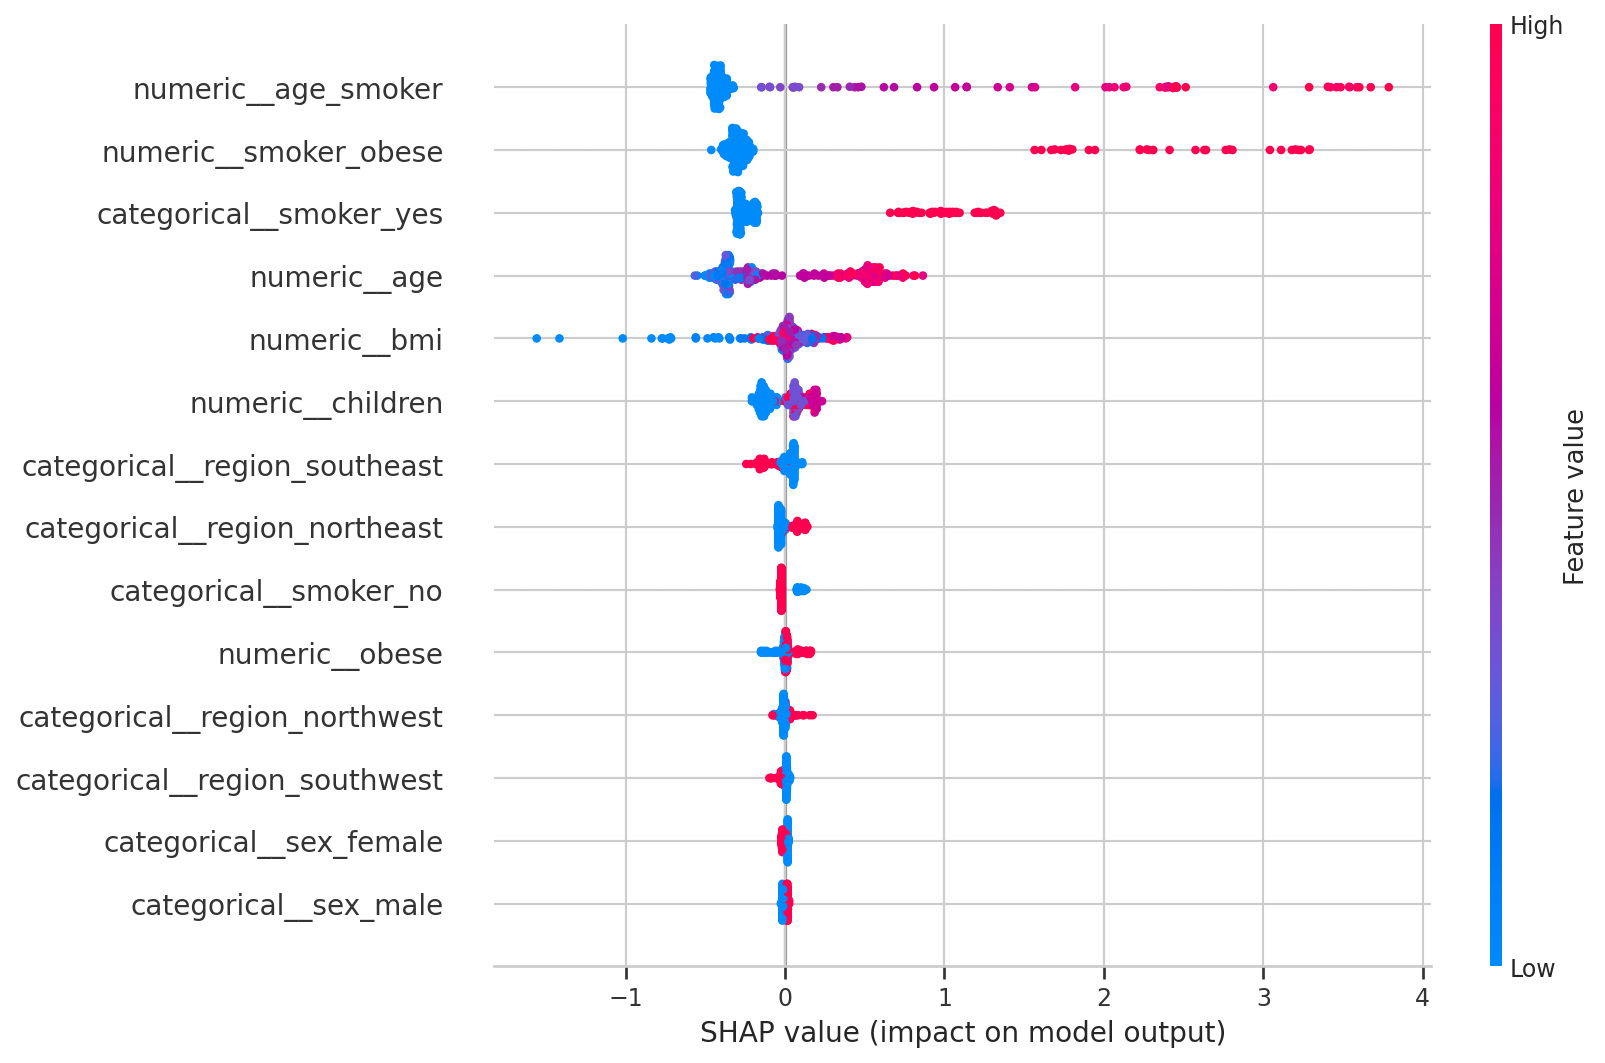 High
numeric__age_smoker
numeric__smoker_obese
categorical__smoker_yes
numeric__age
numeric__bmi
numeric__children
categorical__region_southeast
categorical__region_northeast
categorical__smoker_no
numeric__obese
categorical__region_northwest
categorical__region_southwest
categorical__sex_female
categorical__sex_male
Feature value
Low
−1 0 1 2 3 4
SHAP value (impact on model output)